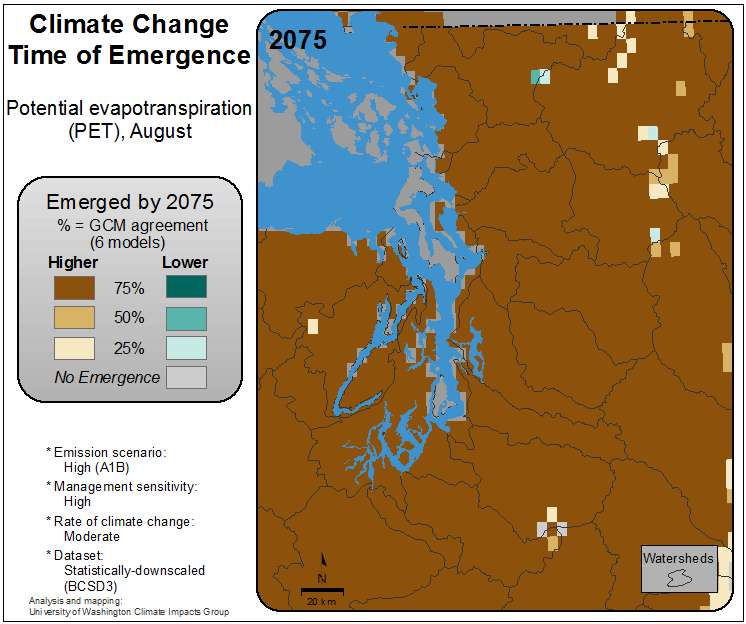 Climate Change
Time of Emergence
Potential evapotranspiration
(PET), August
Emerged by 2075
% = GCM agreement
(6 models)
Higher Lower
75%
50%
25%
No Emergence
* Emission scenario:
High (A1B)
* Management sensitivity:
High
* Rate of climate change:
Moderate
* Dataset:
Statistically-downscaled
(BCSD3)
Analysis and mapping:
University of Washington Climate Impacts Group
2075
N
20 km
Watersheds